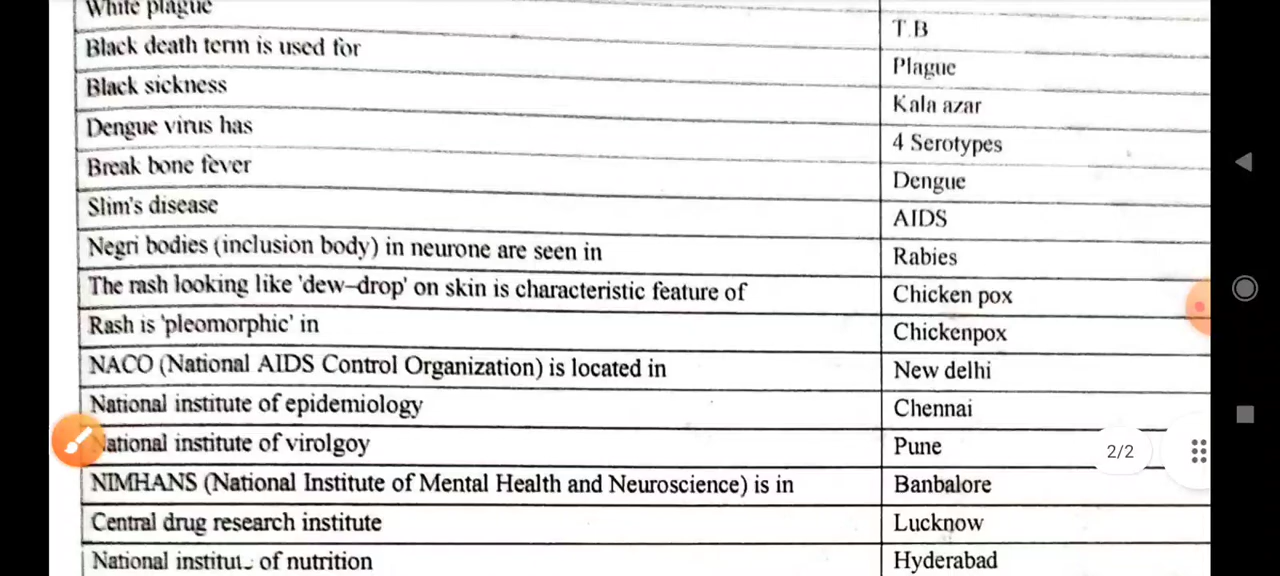 White plague T.B
Black death term is used for Plague
Black sickness Kala azar
Dengue virus has 4 Serotypes
Break bone fever Dengue
Slim's disease AIDS
Negri bodies (inclusion body) in neurone are seen in Rabies
The rash looking like 'dew–drop' on skin is characteristic feature of Chicken pox
Rash is 'pleomorphic' in Chickenpox
NACO (National AIDS Control Organization) is located in New delhi
National institute of epidemiology Chennai
National institute of virolgoy Pune
2/2
NIMHANS (National Institute of Mental Health and Neuroscience) is in Banbalore
Central drug research institute Lucknow
National institute of nutrition Hyderabad